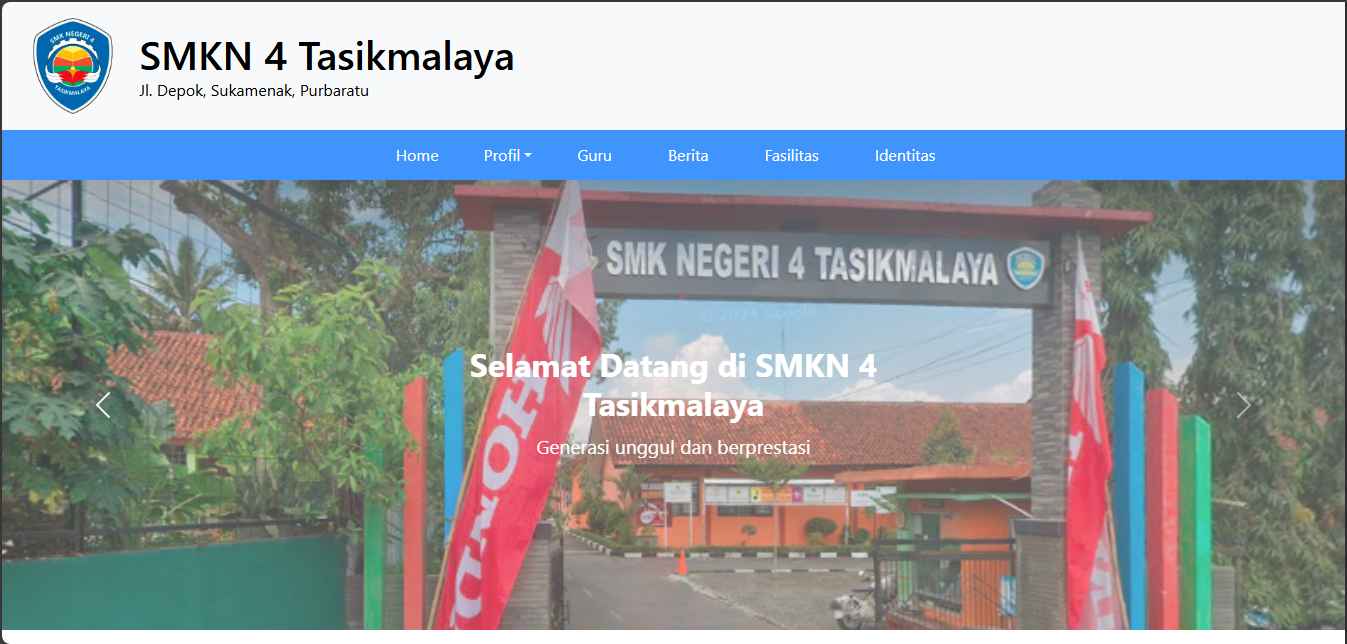 SMK NEGERI 4
TASIKMALAYA
SMKN 4 Tasikmalaya
Jl. Depok, Sukamenak, Purbaratu
Home Profil Guru Berita Fasilitas Identitas
SMK NEGERI 4 TASIKMALAYA
© 2024 Google
Selamat Datang di SMKN 4
Tasikmalaya
Generasi unggul dan berprestasi
HONDA